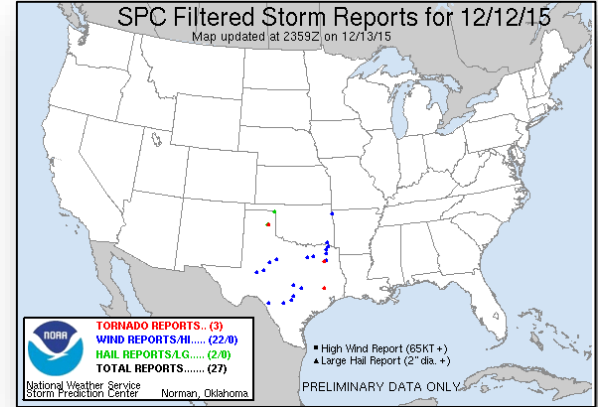 SPC Filtered Storm Reports for 12/12/15
Map updated at 2359Z on 12/13/15
NOAA
TORNADO REPORTS.. (3)
WIND REPORTS/HI..... (22/0)
HAIL REPORTS/LG..... (2/0)
TOTAL REPORTS....... (27)
National Weather Service
Storm Prediction Center Norman, Oklahoma
High Wind Report (65KT +)
Large Hail Report (2" dia. +)
PRELIMINARY DATA ONLY